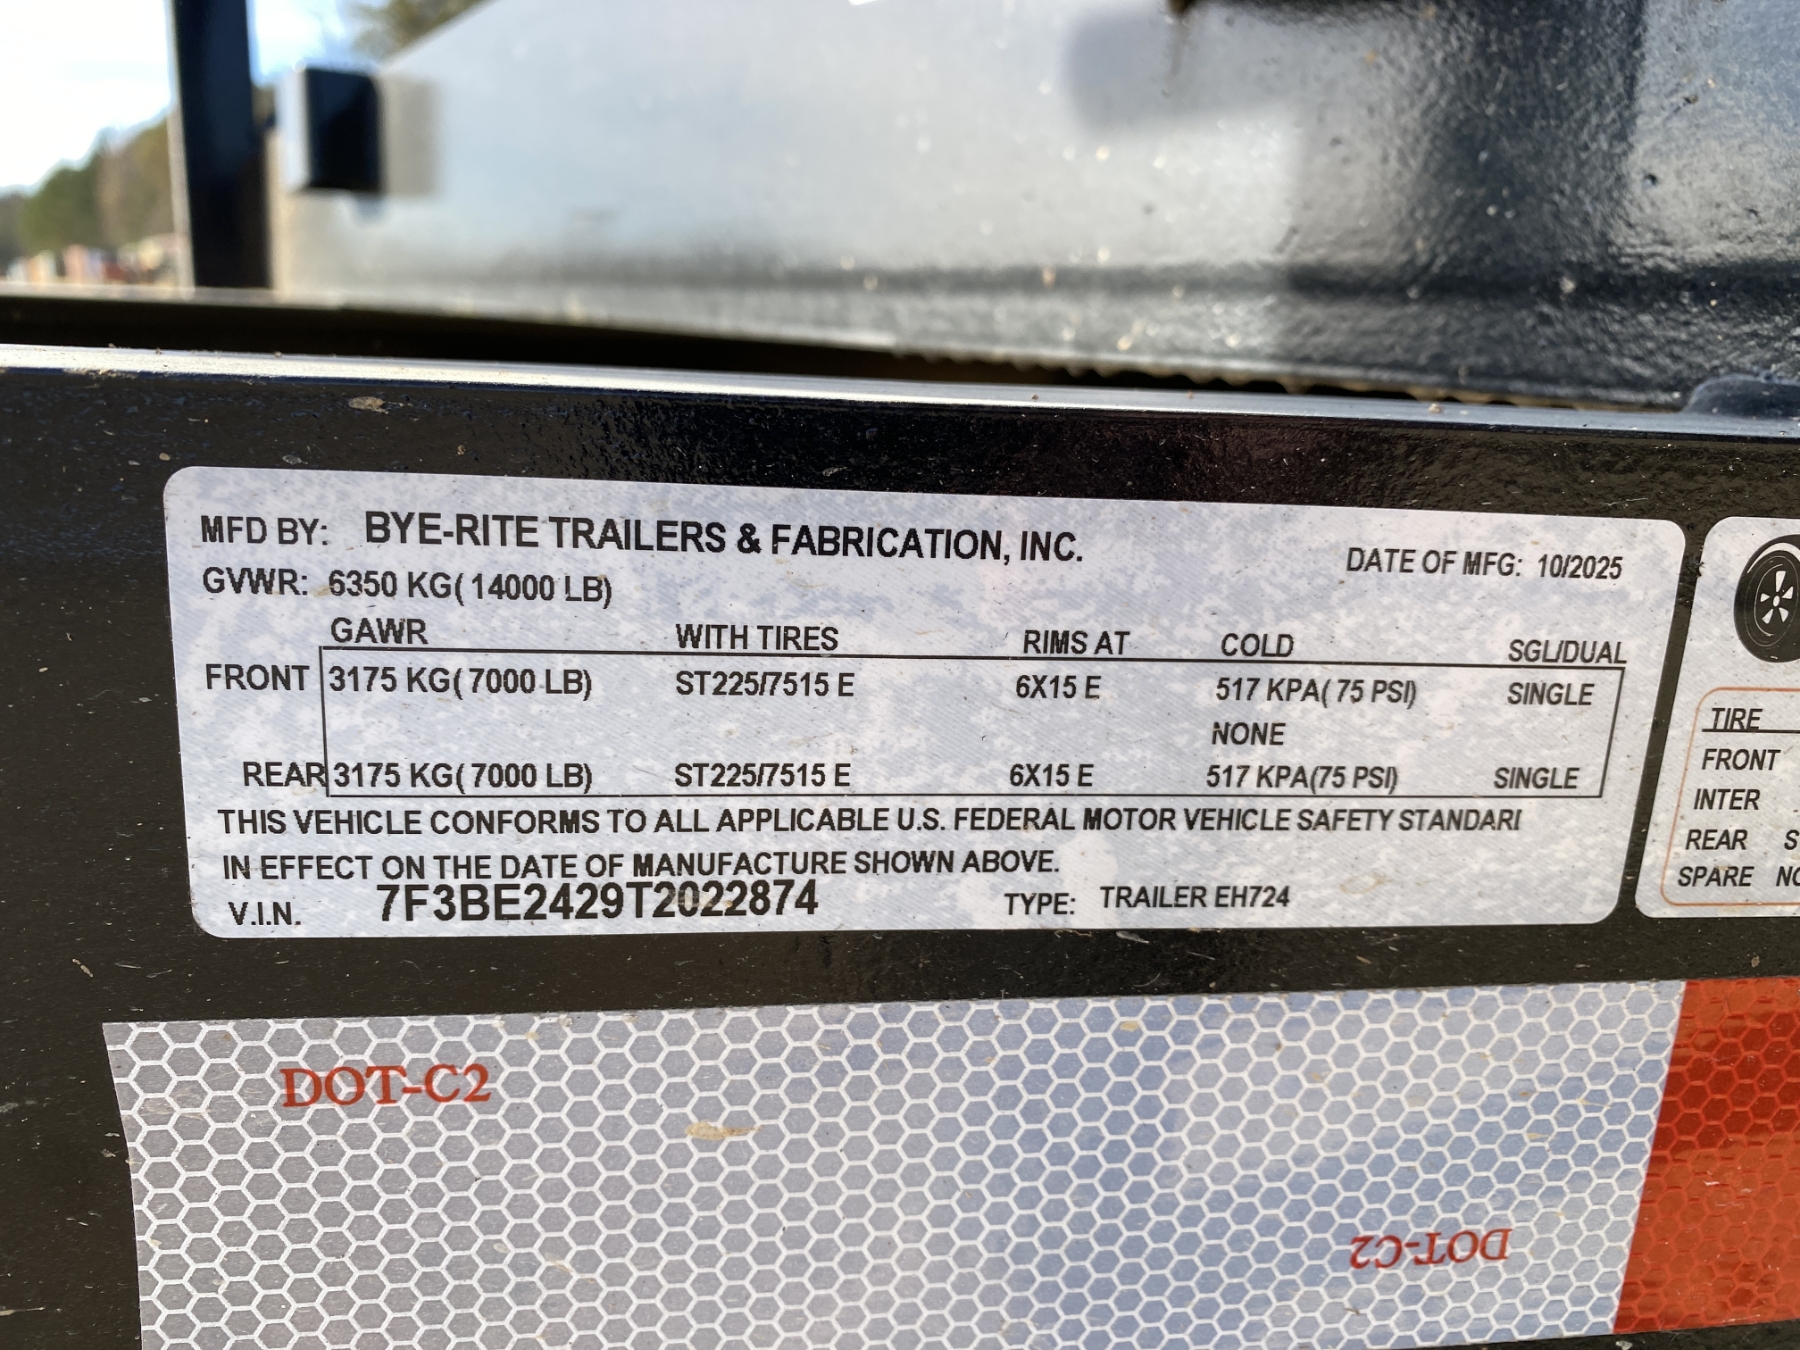 MFD BY: BYE-RITE TRAILERS & FABRICATION, INC.
DATE OF MFG: 10/2025
GVWR: 6350 KG( 14000 LB)
GAWR WITH TIRES RIMS AT COLD SGL/DUAL
FRONT 3175 KG( 7000 LB) ST225/7515 E 6X15 E 517 KPA( 75 PSI) SINGLE
NONE
REAR 3175 KG( 7000 LB) ST225/7515 E 6X15 E 517 KPA(75 PSI) SINGLE
THIS VEHICLE CONFORMS TO ALL APPLICABLE U.S. FEDERAL MOTOR VEHICLE SAFETY STANDAR
IN EFFECT ON THE DATE OF MANUFACTURE SHOWN ABOVE.
V.I.N. 7F3BE2429T2022874 TYPE: TRAILER EH724
TIRE
FRONT
INTER
REAR S
SPARE NO
DOT-C2
DOT-C2